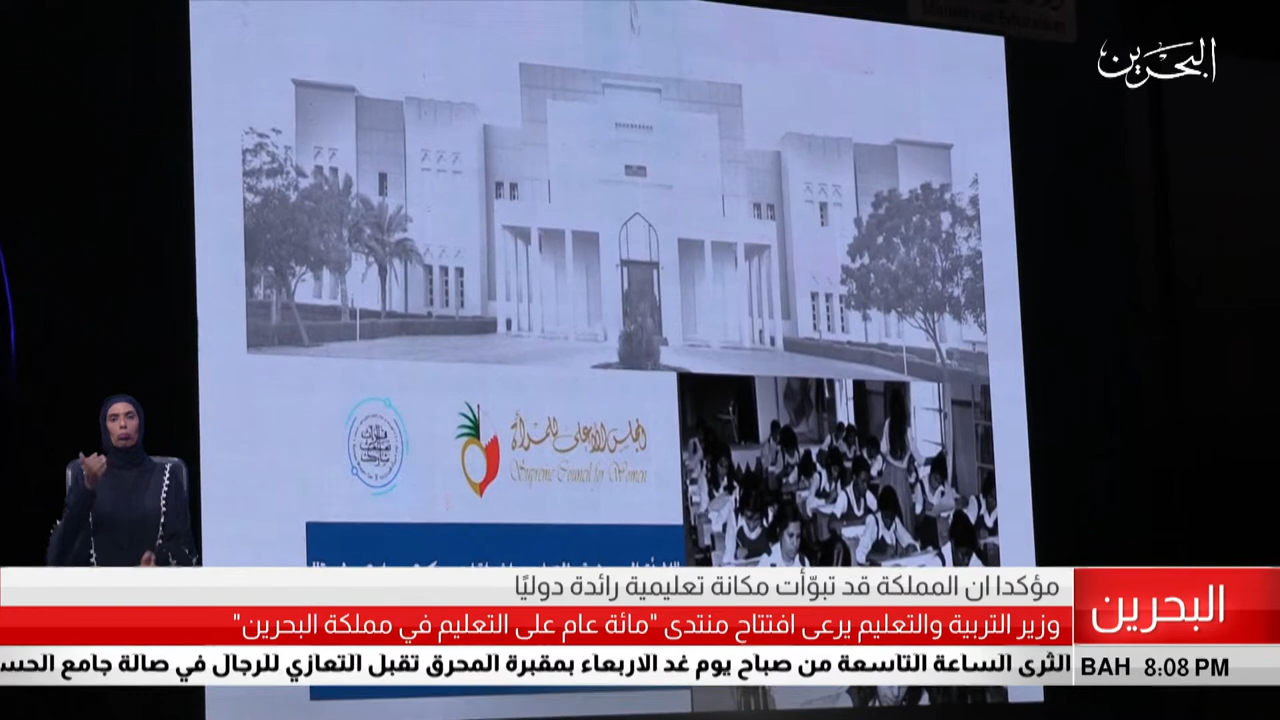 البحرين
المجلس الأعلى للمرأة
Supreme Council for Women
مؤكدا ان المملكة قد تبوّأت مكانة تعليمية رائدة دوليًا
البحرين
وزير التربية والتعليم يرعى افتتاح منتدى "مائة عام على التعليم في مملكة البحرين"
الثرى الساعة التاسعة من صباح يوم غد الاربعاء بمقبرة المحرق تقبل التعازي للرجال في صالة جامع الحس
BAH 8:08 PM